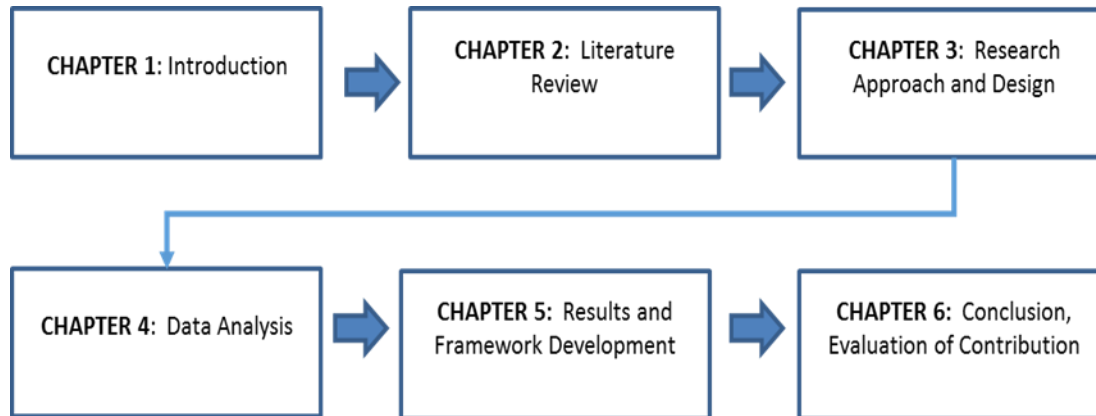 CHAPTER 1: Introduction
CHAPTER 2: Literature
Review
CHAPTER 3: Research
Approach and Design
CHAPTER 4: Data Analysis
CHAPTER 5: Results and
Framework Development
CHAPTER 6: Conclusion,
Evaluation of Contribution